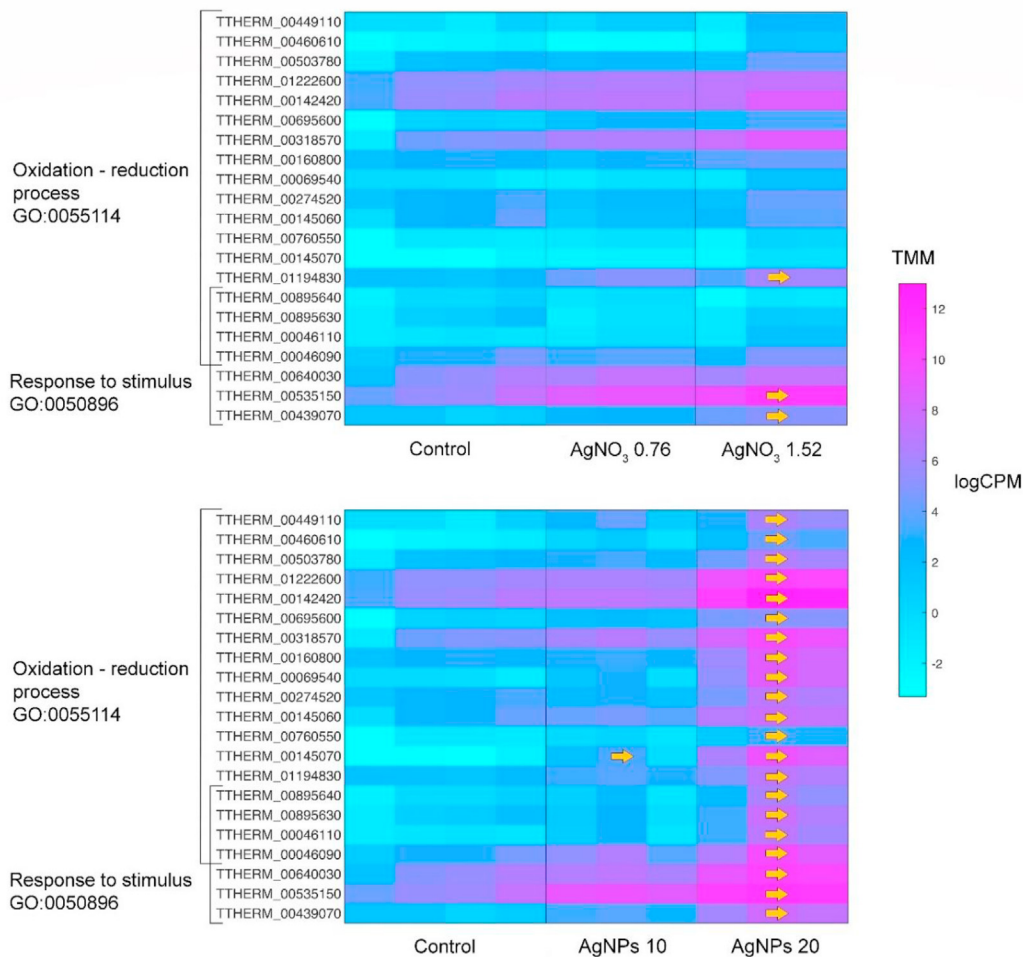 TTHERM_00449110
TTHERM_00460610
TTHERM_00503780
TTHERM_01222600
TTHERM_00142420
TTHERM_00695600
TTHERM_00318570
Oxidation - reduction
process
GO:0055114
TTHERM_00160800
TTHERM_00069540
TTHERM_00274520
TTHERM_00145060
TTHERM_00760550
TTHERM_00145070
TTHERM_01194830
TTHERM_00895640
TTHERM_00895630
TTHERM_00046110
TTHERM_00046090
Response to stimulus
GO:0050896
TTHERM_00640030
TTHERM_00535150
TTHERM_00439070
Control
AgNO₃ 0.76
AgNO₃ 1.52
TMM
12
10
8
6
4
2
0
-2
logCPM
TTHERM_00449110
TTHERM_00460610
TTHERM_00503780
TTHERM_01222600
TTHERM_00142420
TTHERM_00695600
TTHERM_00318570
Oxidation - reduction
process
GO:0055114
TTHERM_00160800
TTHERM_00069540
TTHERM_00274520
TTHERM_00145060
TTHERM_00760550
TTHERM_00145070
TTHERM_01194830
TTHERM_00895640
TTHERM_00895630
TTHERM_00046110
TTHERM_00046090
Response to stimulus
GO:0050896
TTHERM_00640030
TTHERM_00535150
TTHERM_00439070
Control
AgNPs 10
AgNPs 20